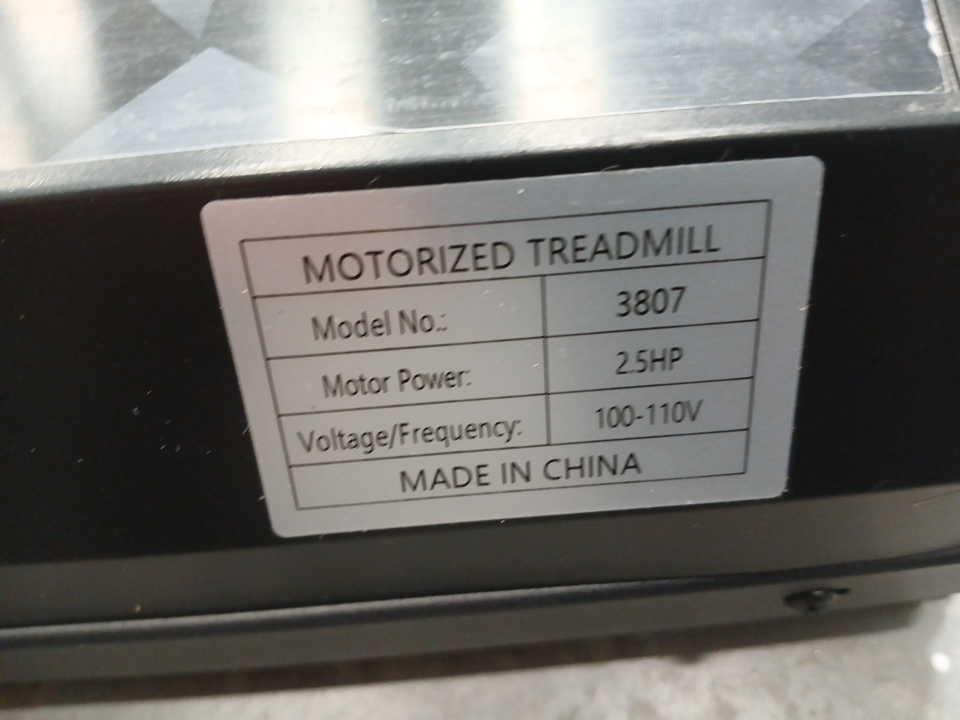 MOTORIZED TREADMILL
Model No.: 3807
Motor Power: 2.5HP
Voltage/Frequency: 100-110V
MADE IN CHINA